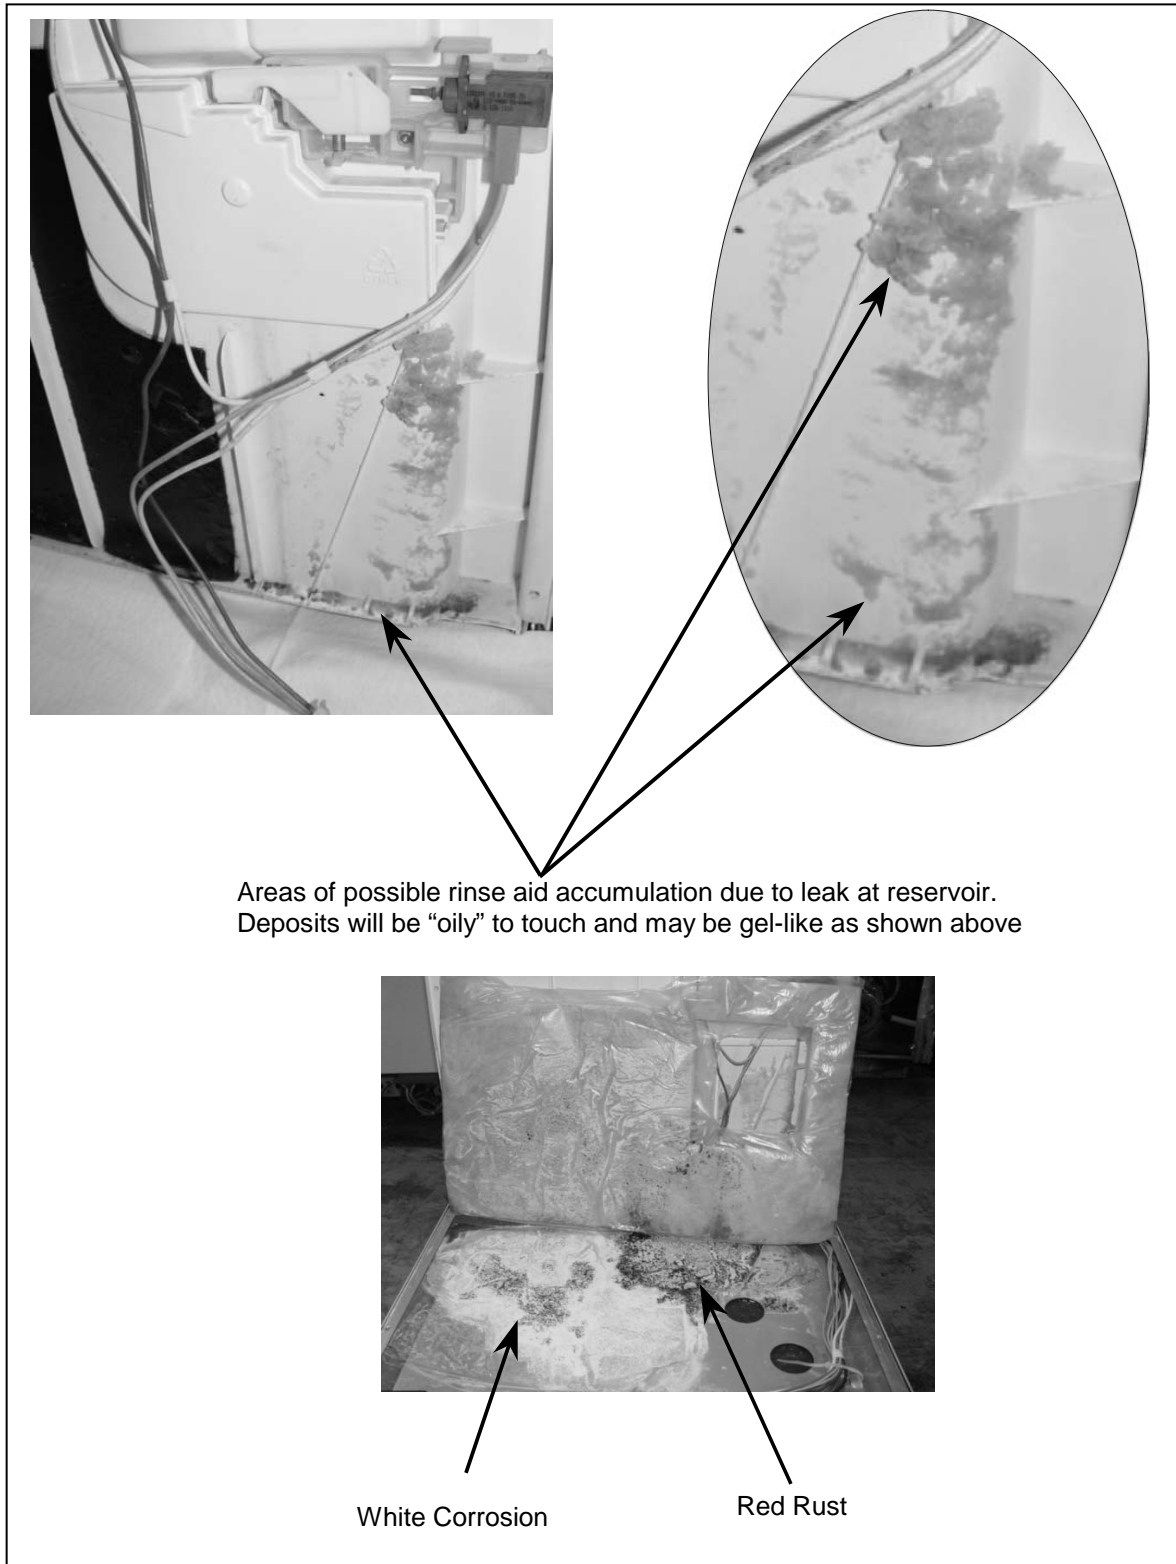 Areas of possible rinse aid accumulation due to leak at reservoir.
Deposits will be “oily” to touch and may be gel-like as shown above
White Corrosion
Red Rust